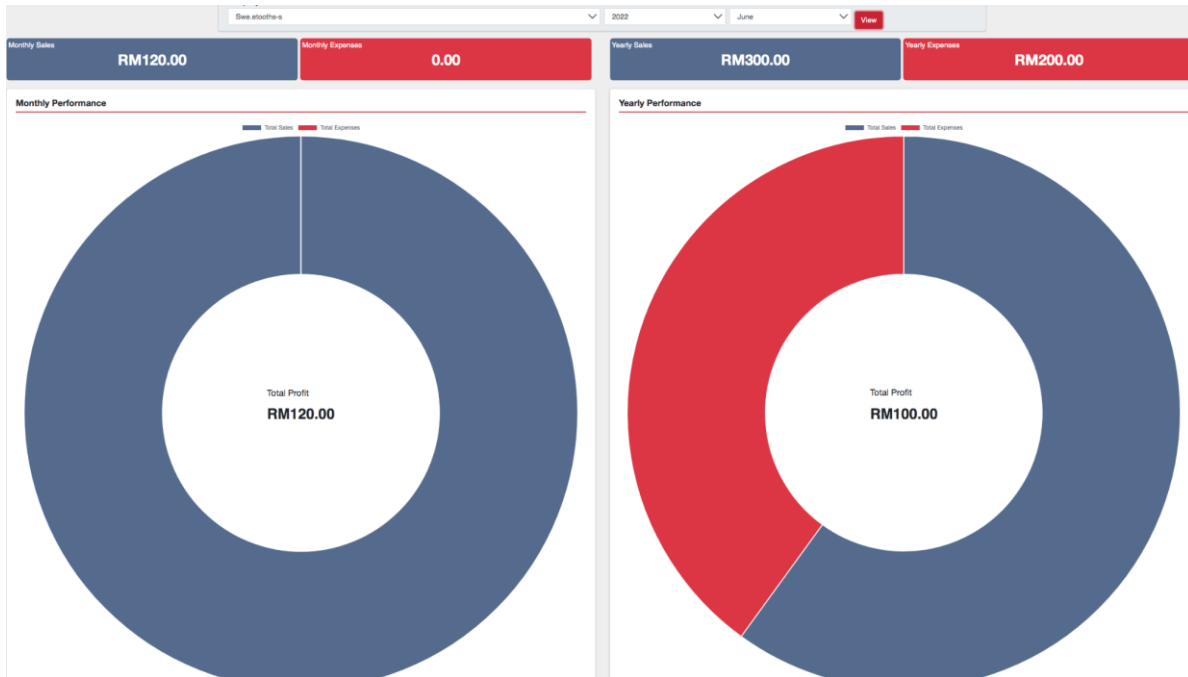 Swe.etooths-s 2022 June View
Monthly Sales Monthly Expenses Yearly Sales Yearly Expenses
RM120.00 0.00 RM300.00 RM200.00
Monthly Performance Yearly Performance
Total Sales Total Expenses Total Sales Total Expenses
Total Profit Total Profit
RM120.00 RM100.00